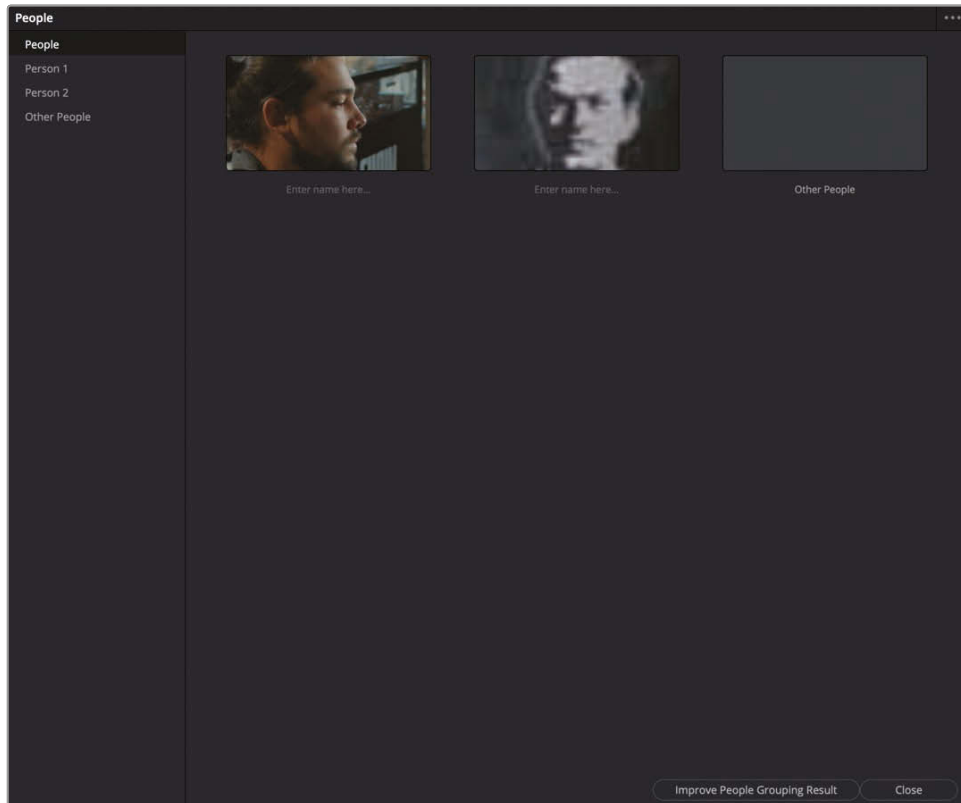 People
People
Person 1
Person 2
Other People
Enter name here...
Enter name here...
Other People
Improve People Grouping Result
Close